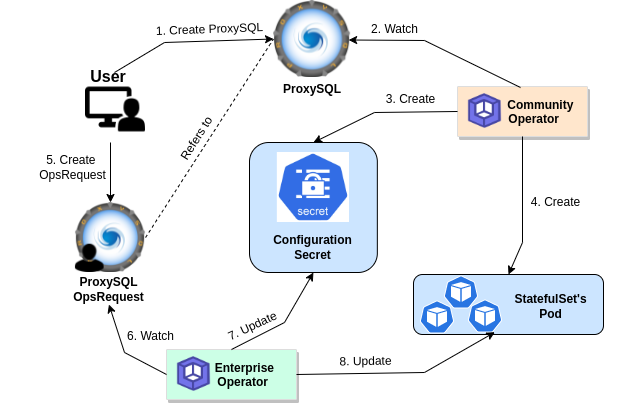 1. Create ProxySQL
2. Watch
ProxySQL
User
3. Create
Community
Operator
Refers to
5. Create
OpsRequest
secret
4. Create
Configuration
Secret
ProxySQL
OpsRequest
StatefulSet's
Pod
6. Watch
7. Update
8. Update
Enterprise
Operator